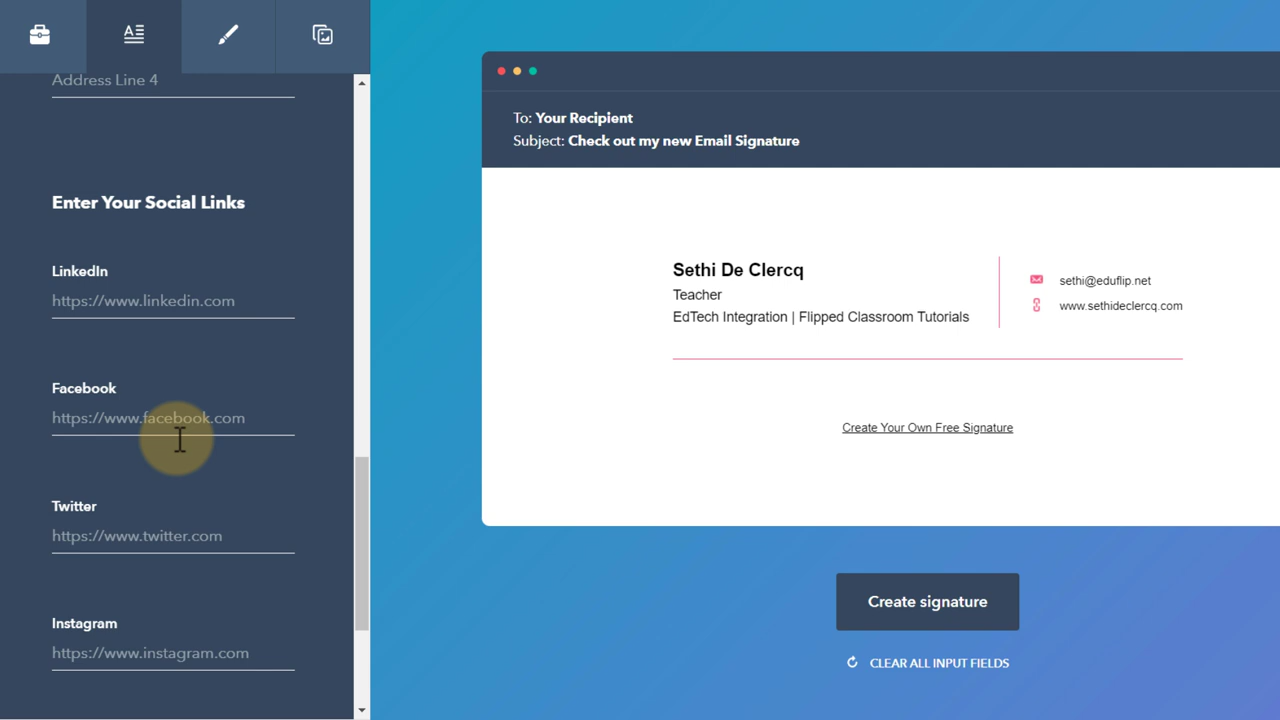 Address Line 4
Enter Your Social Links
LinkedIn
https://www.linkedin.com
Facebook
https://www.facebook.com
Twitter
https://www.twitter.com
Instagram
https://www.instagram.com
To: Your Recipient
Subject: Check out my new Email Signature
Sethi De Clercq
Teacher
EdTech Integration | Flipped Classroom Tutorials
sethi@eduflip.net
www.sethideclercq.com
Create Your Own Free Signature
Create signature
CLEAR ALL INPUT FIELDS